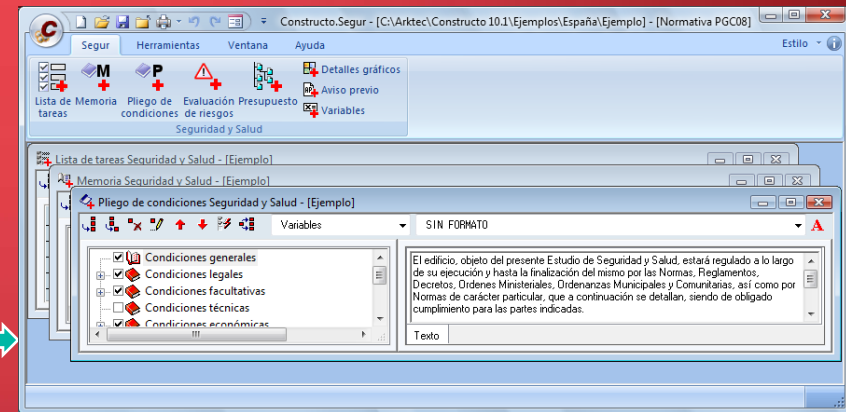 Constructo.Segur - [C:\Arktec\Constructo 10.1\Ejemplos\España\Ejemplo] - [Normativa PGC08]
Segur Herramientas Ventana Ayuda Estilo
Lista de tareas
Memoria
Pliego de condiciones
Evaluación de riesgos
Presupuesto
Detalles gráficos
Aviso previo
Variables
Seguridad y Salud
Lista de tareas Seguridad y Salud - [Ejemplo]
Memoria Seguridad y Salud - [Ejemplo]
Pliego de condiciones Seguridad y Salud - [Ejemplo]
Variables SIN FORMATO A
Condiciones generales
Condiciones legales
Condiciones facultativas
Condiciones técnicas
Condiciones económicas
El edificio, objeto del presente Estudio de Seguridad y Salud, estará regulado a lo largo
de su ejecución y hasta la finalización del mismo por las Normas, Reglamentos,
Decretos, Ordenes Ministeriales, Ordenanzas Municipales y Comunitarias, así como por
Normas de carácter particular, que a continuación se detallan, siendo de obligado
cumplimiento para las partes indicadas.
Texto